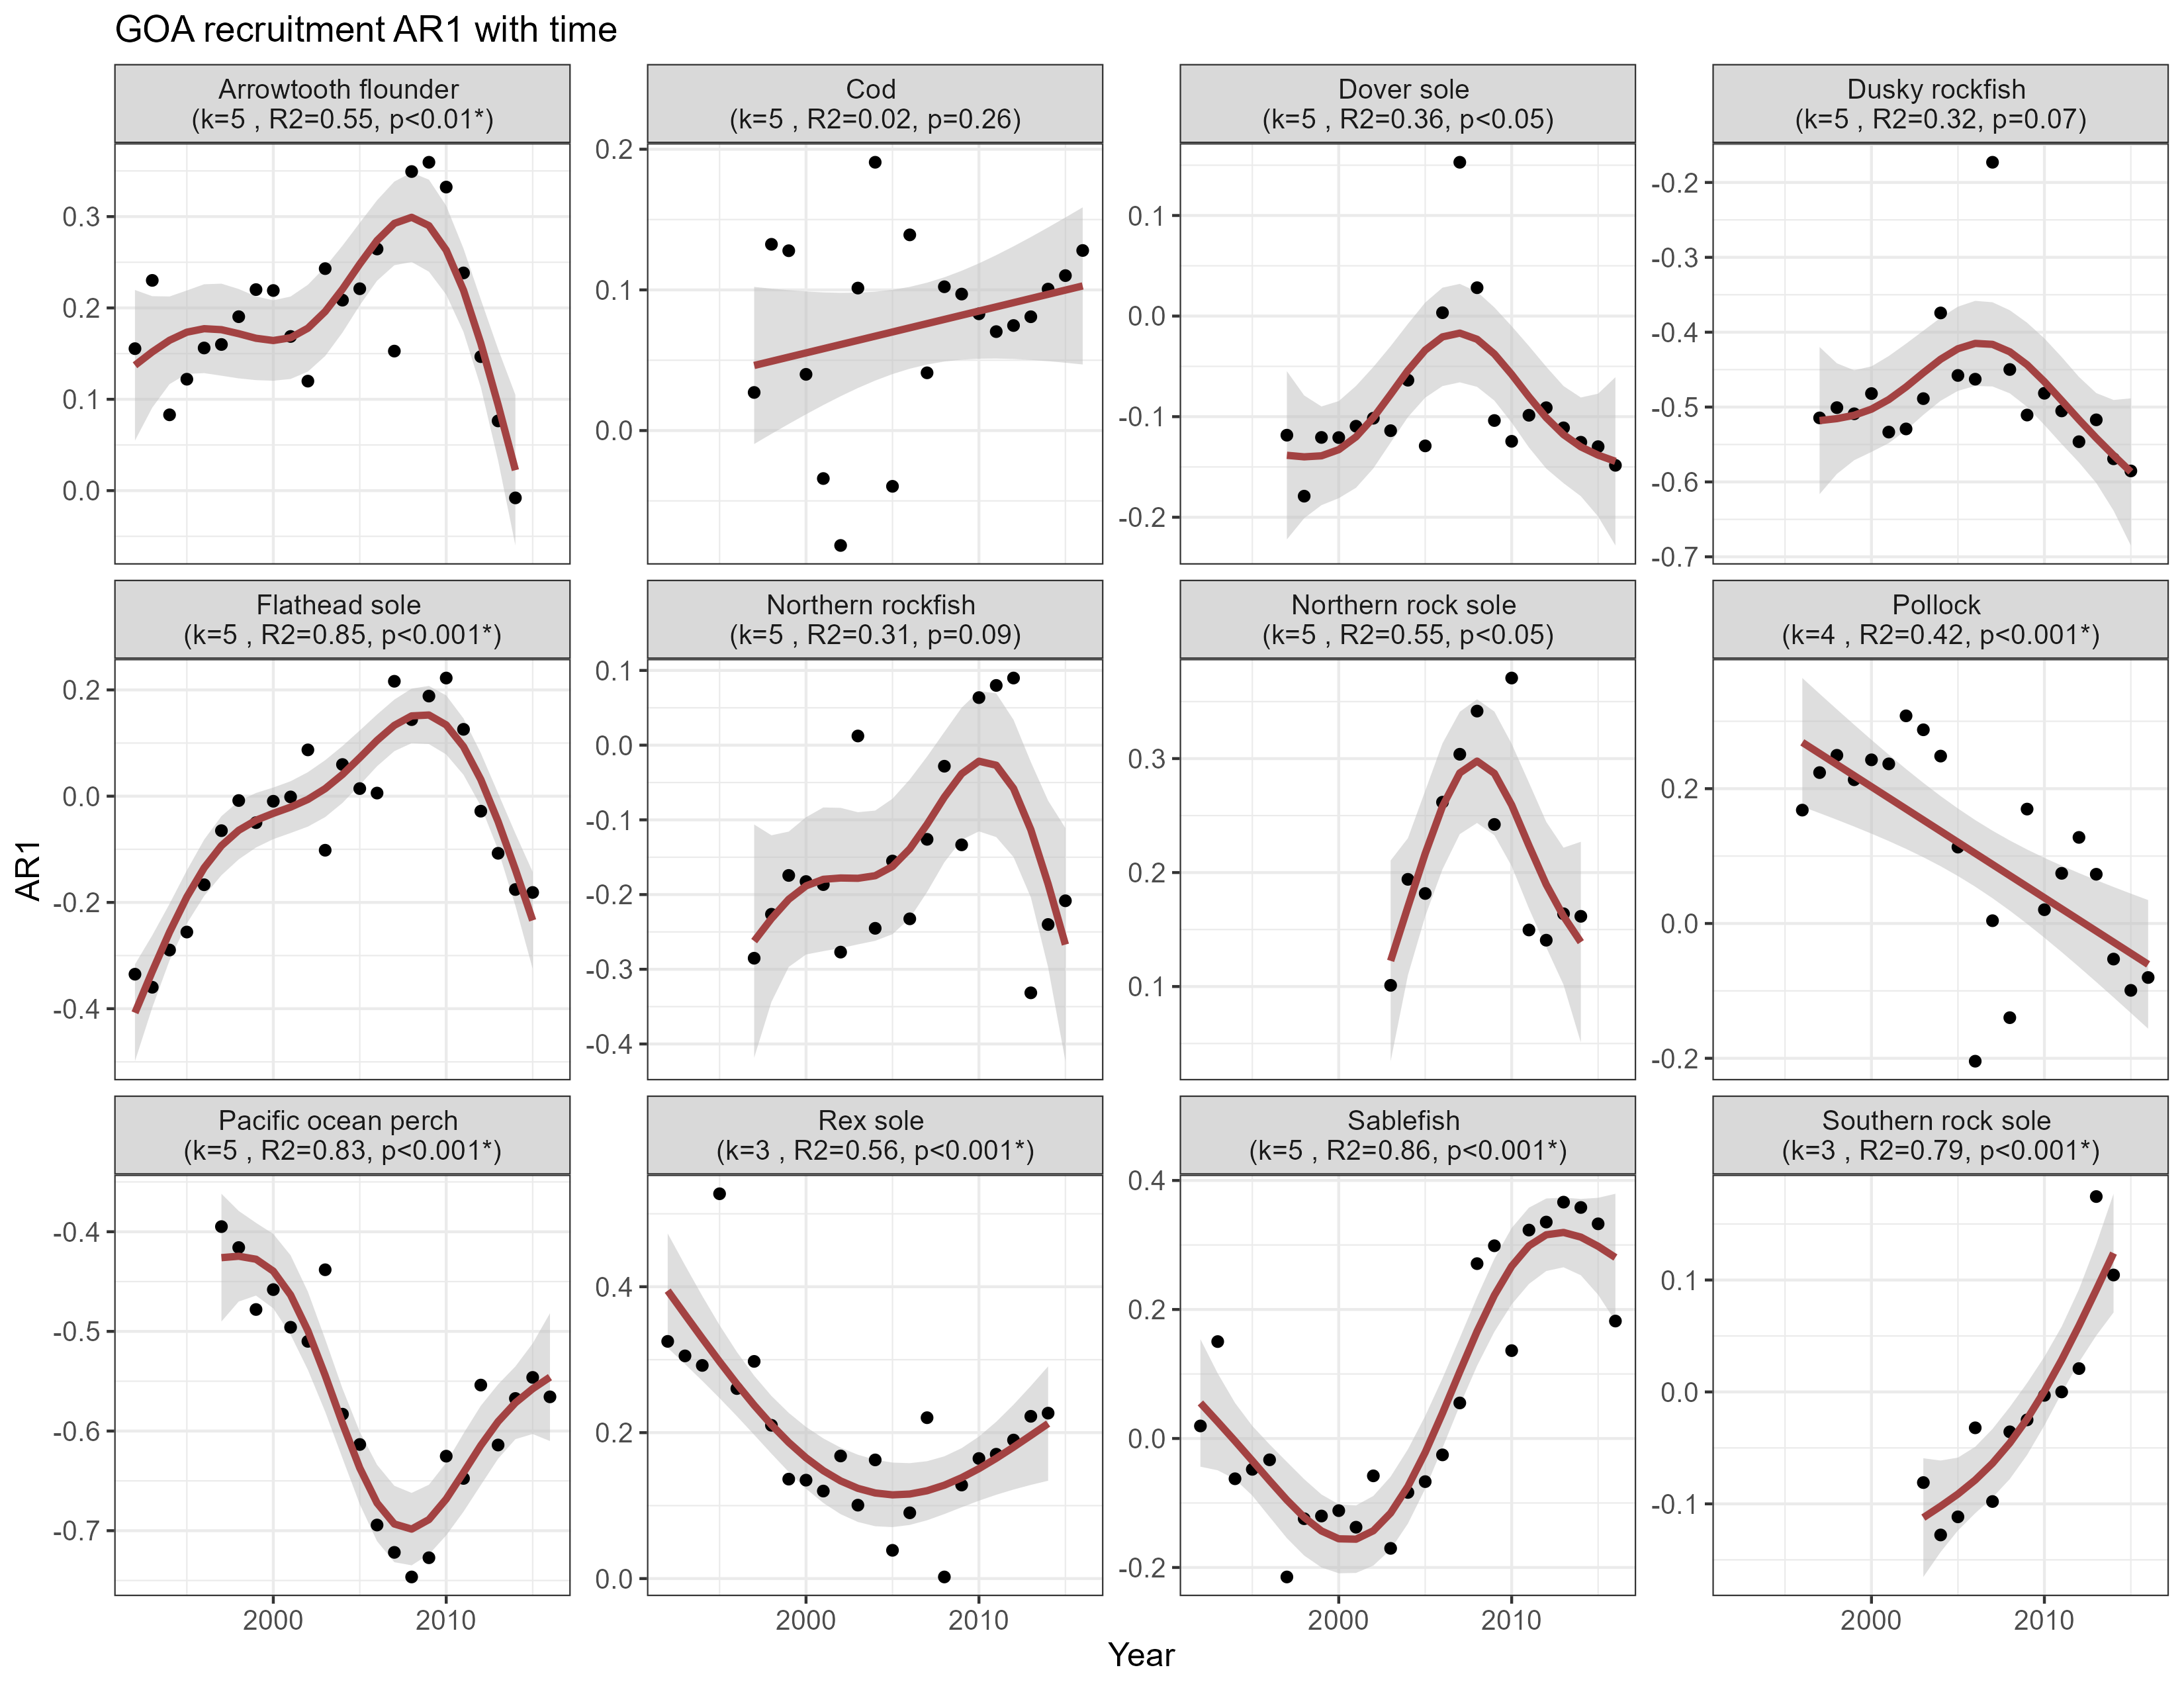 GOA recruitment AR1 with time
Arrowtooth flounder
(k=5 , R2=0.55, p<0.01*)
Cod
(k=5 , R2=0.02, p=0.26)
Dover sole
(k=5 , R2=0.36, p<0.05)
Dusky rockfish
(k=5 , R2=0.32, p=0.07)
0.3
0.2
0.1
0.0
0.2
0.1
0.0
0.1
0.0
-0.1
-0.2
-0.2
-0.3
-0.4
-0.5
-0.6
-0.7
Flathead sole
(k=5 , R2=0.85, p<0.001*)
Northern rockfish
(k=5 , R2=0.31, p=0.09)
Northern rock sole
(k=5 , R2=0.55, p<0.05)
Pollock
(k=4 , R2=0.42, p<0.001*)
0.2
0.0
-0.2
-0.4
0.1
0.0
-0.1
-0.2
-0.3
-0.4
0.3
0.2
0.1
0.2
0.0
-0.2
AR1
Pacific ocean perch
(k=5 , R2=0.83, p<0.001*)
Rex sole
(k=3 , R2=0.56, p<0.001*)
Sablefish
(k=5 , R2=0.86, p<0.001*)
Southern rock sole
(k=3 , R2=0.79, p<0.001*)
-0.4
-0.5
-0.6
-0.7
0.4
0.2
0.0
0.4
0.2
0.0
-0.2
0.1
0.0
-0.1
2000 2010
2000 2010
2000 2010
2000 2010
Year